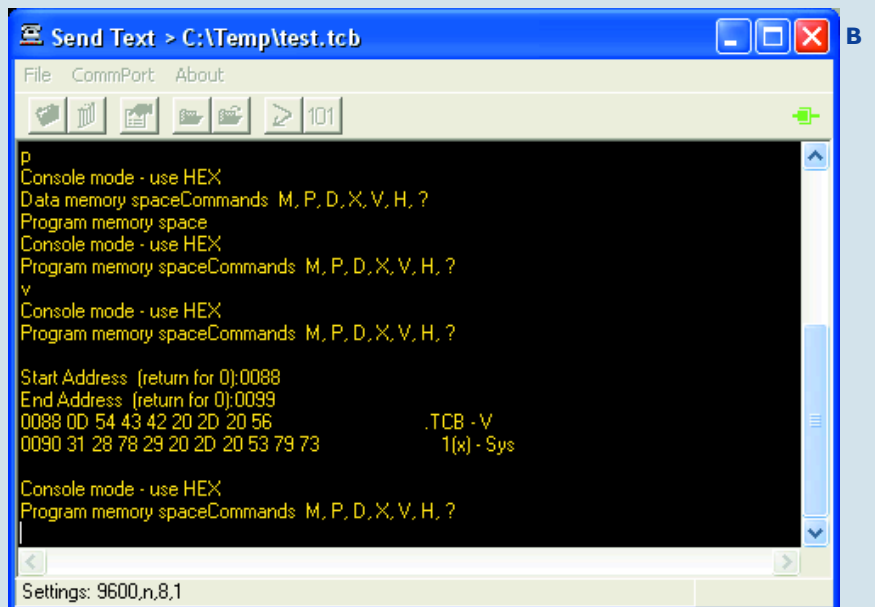 Send Text > C:\Temp\test.tcb
B
File CommPort About
101
p
Console mode - use HEX
Data memory spaceCommands M, P, D, X, V, H, ?
Program memory space
Console mode - use HEX
Program memory spaceCommands M, P, D, X, V, H, ?
v
Console mode - use HEX
Program memory spaceCommands M, P, D, X, V, H, ?
Start Address (return for 0):0088
End Address (return for 0):0099
0088 0D 54 43 42 20 2D 20 56 .TCB - V
0090 31 28 78 29 20 2D 20 53 79 73 1(x) - Sys
Console mode - use HEX
Program memory spaceCommands M, P, D, X, V, H, ?
Settings: 9600,n,8,1